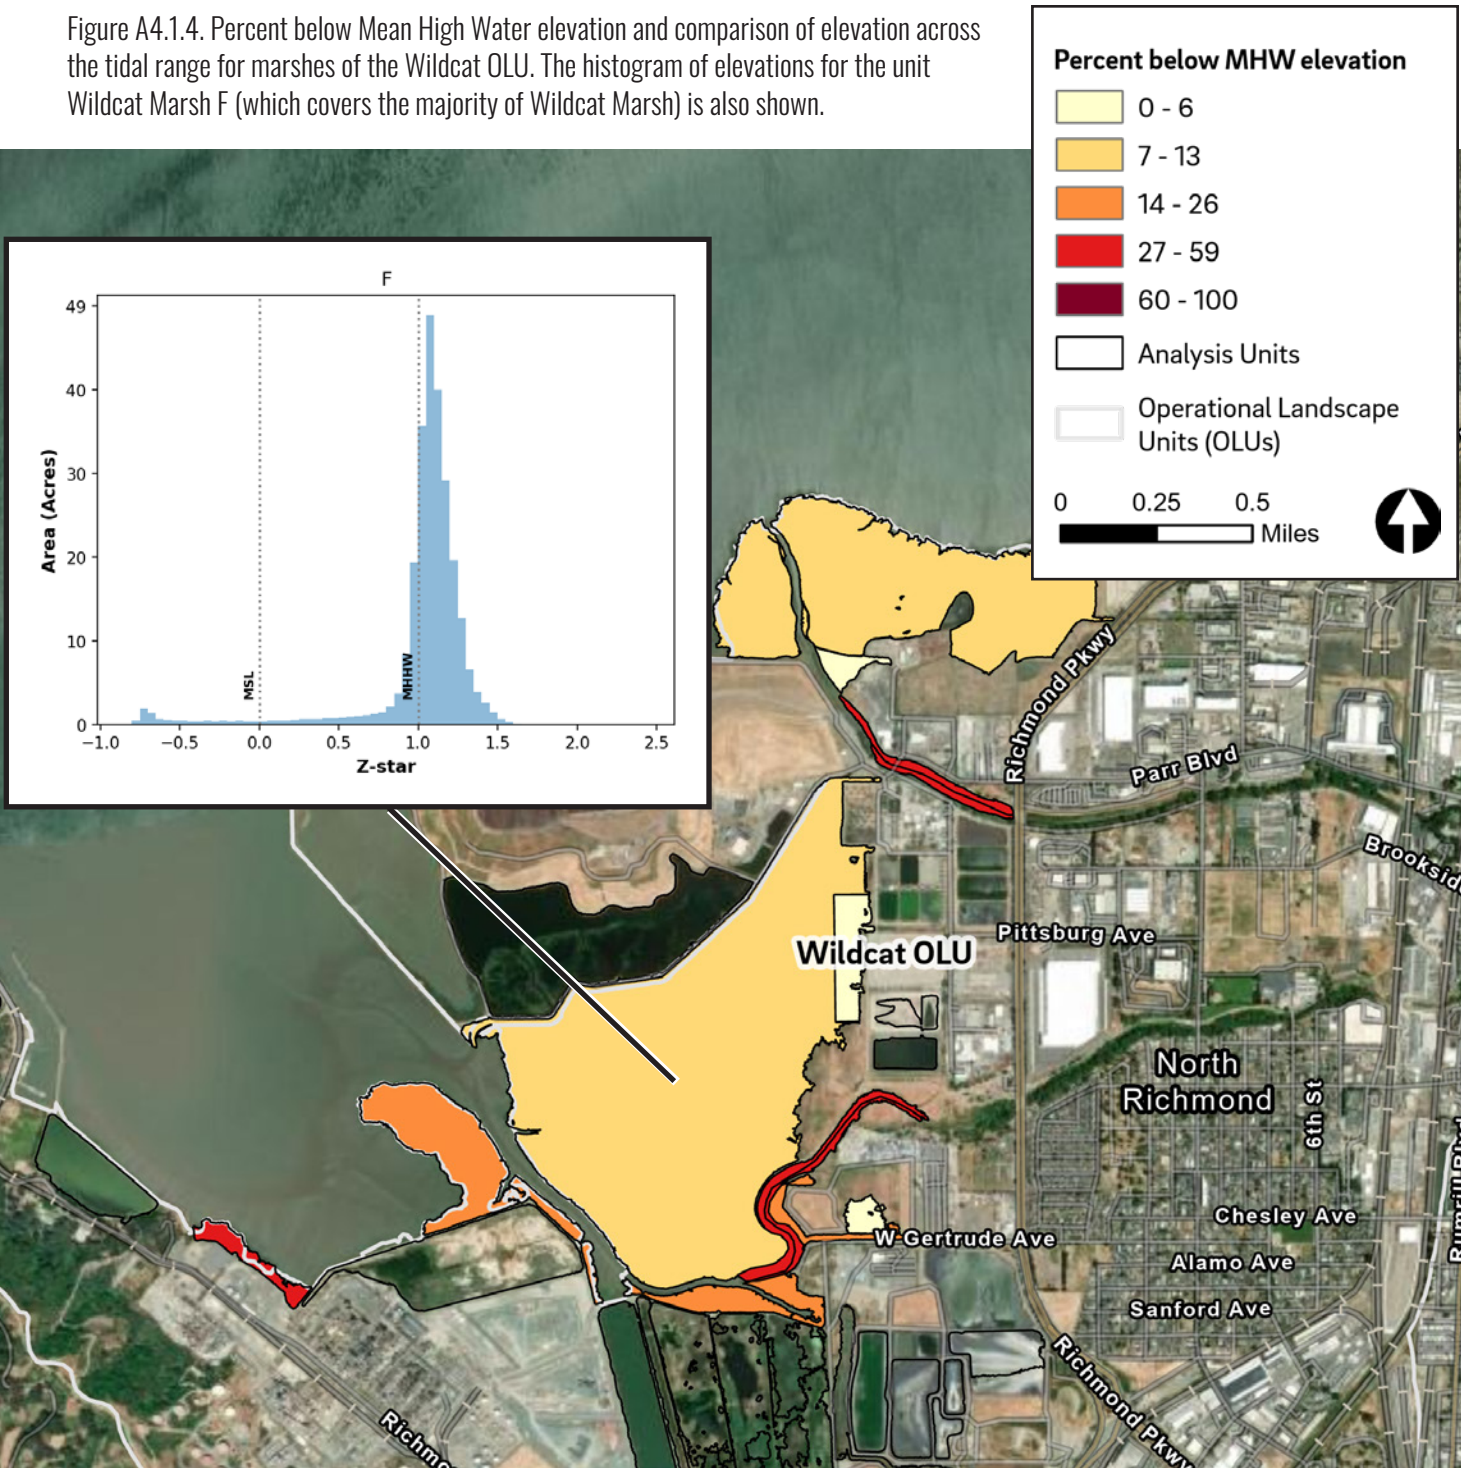 Figure A4.1.4. Percent below Mean High Water elevation and comparison of elevation across
the tidal range for marshes of the Wildcat OLU. The histogram of elevations for the unit
Wildcat Marsh F (which covers the majority of Wildcat Marsh) is also shown.
Percent below MHW elevation
0 - 6
7 - 13
14 - 26
27 - 59
60 - 100
Analysis Units
Operational Landscape
Units (OLUs)
0 0.25 0.5
Miles
F
49
40
30
20
10
0
Area (Acres)
MSL
MHHW
−1.0 −0.5 0.0 0.5 1.0 1.5 2.0 2.5
Z-star
Richmond Pkwy
Parr Blvd
Pittsburg Ave
Wildcat OLU
North
Richmond
6th St
Chesley Ave
W Gertrude Ave
Alamo Ave
Sanford Ave
Richmond Pkwy